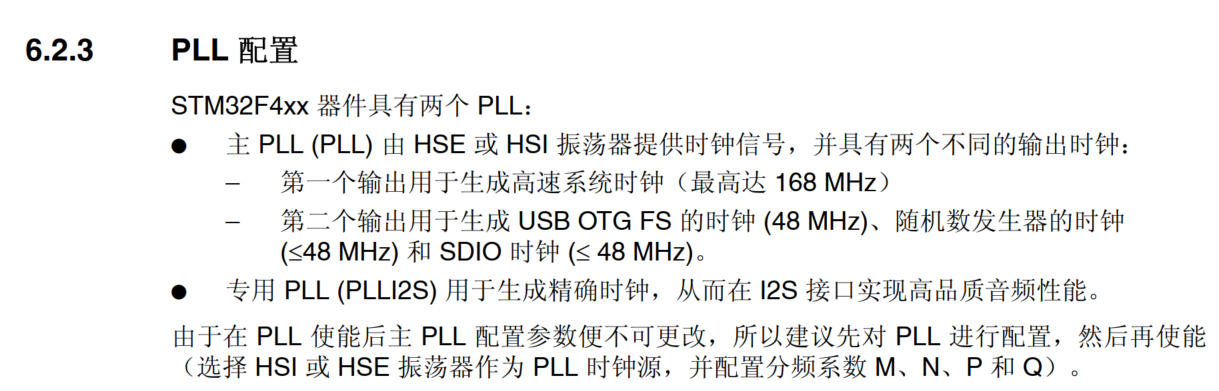 6.2.3 PLL 配置
STM32F4xx 器件具有两个 PLL：
● 主 PLL (PLL) 由 HSE 或 HSI 振荡器提供时钟信号，并具有两个不同的输出时钟：
– 第一个输出用于生成高速系统时钟（最高达 168 MHz）
– 第二个输出用于生成 USB OTG FS 的时钟 (48 MHz)、随机数发生器的时钟
(≤48 MHz) 和 SDIO 时钟 (≤ 48 MHz)。
● 专用 PLL (PLLI2S) 用于生成精确时钟，从而在 I2S 接口实现高品质音频性能。
由于在 PLL 使能后主 PLL 配置参数便不可更改，所以建议先对 PLL 进行配置，然后再使能
（选择 HSI 或 HSE 振荡器作为 PLL 时钟源，并配置分频系数 M、N、P 和 Q）。